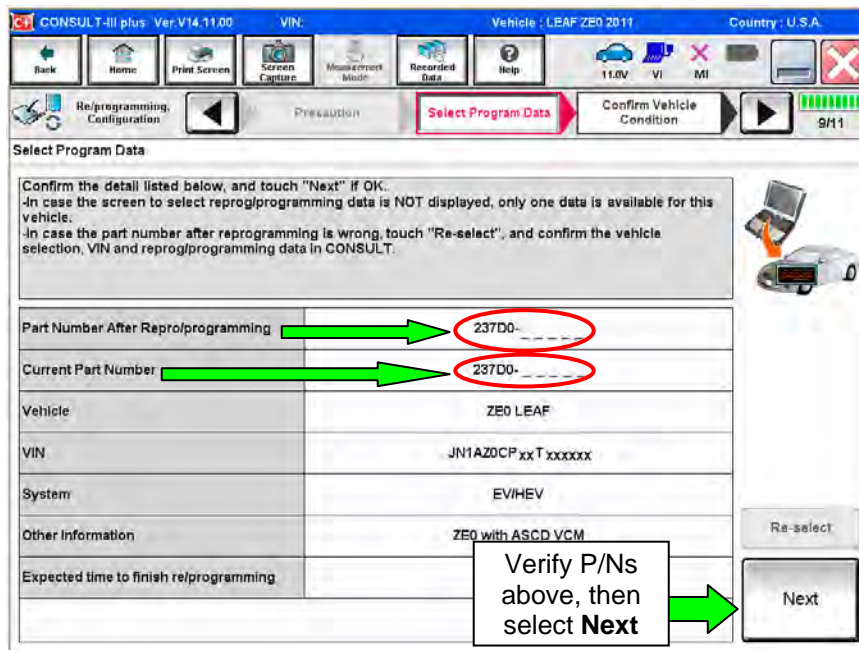 CONSULT-III plus Ver.V14.11.00 VIN: Vehicle : LEAF ZE0 2011 Country : U.S.A.
Back Home Print Screen Screen Capture Measurement Mode Recorded Data Help 11.0V VI MI
Re/programming, Configuration Precaution Select Program Data Confirm Vehicle Condition 9/11
Select Program Data
Confirm the detail listed below, and touch "Next" if OK.
-In case the screen to select reprog/programming data is NOT displayed, only one data is available for this
vehicle.
-In case the part number after reprogramming is wrong, touch "Re-select", and confirm the vehicle
selection, VIN and reprog/programming data in CONSULT.
Part Number After Repro/programming 237D0-_ _ _ _ _
Current Part Number 237D0-_ _ _ _ _
Vehicle ZE0 LEAF
VIN JN1AZ0CP xx T xxxxxx
System EV/HEV
Other Information ZE0 with ASCD VCM
Re-select
Expected time to finish re/programming
Verify P/Ns
above, then
select Next
Next